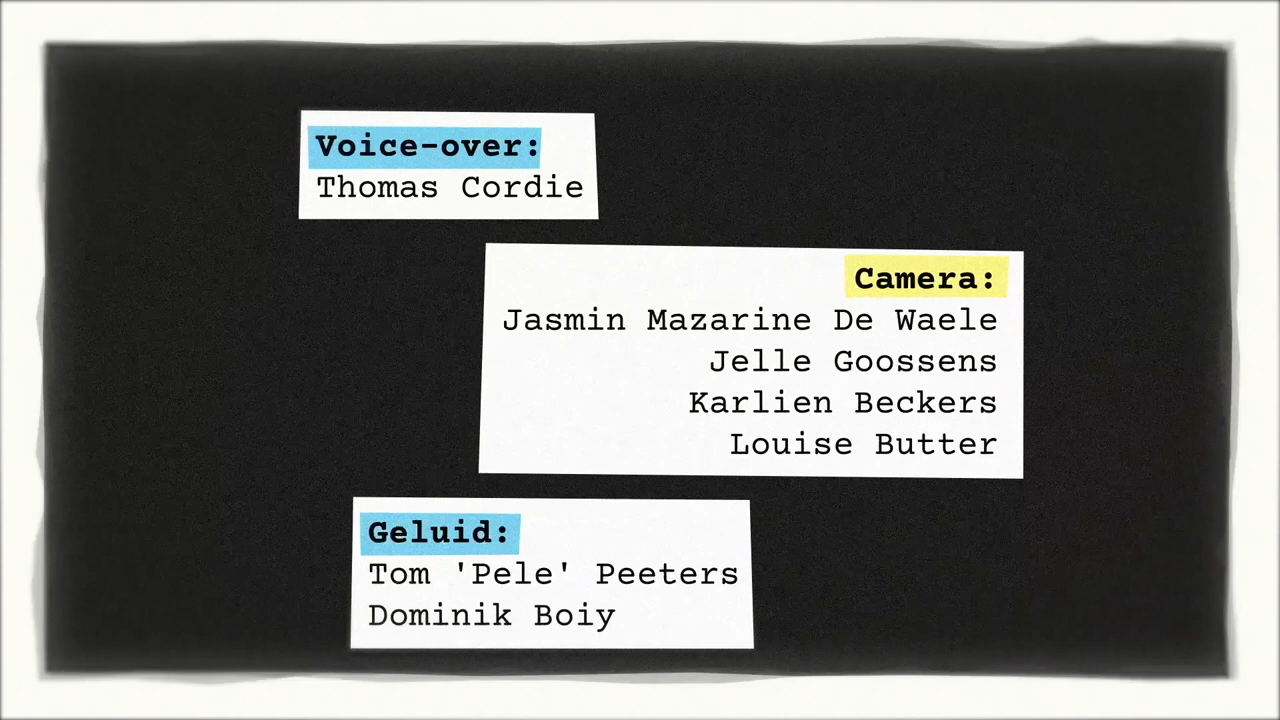 Voice-over:
Thomas Cordie
Camera:
Jasmin Mazarine De Waele
Jelle Goossens
Karlien Beckers
Louise Butter
Geluid:
Tom 'Pele' Peeters
Dominik Boiy